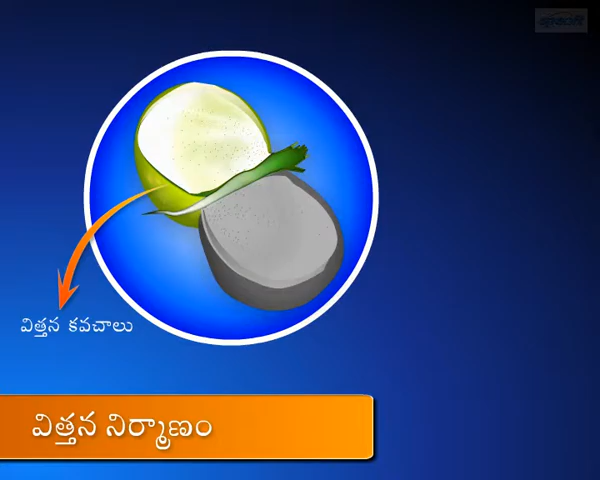 విత్తన కవచాలు
విత్తన నిర్మాణం